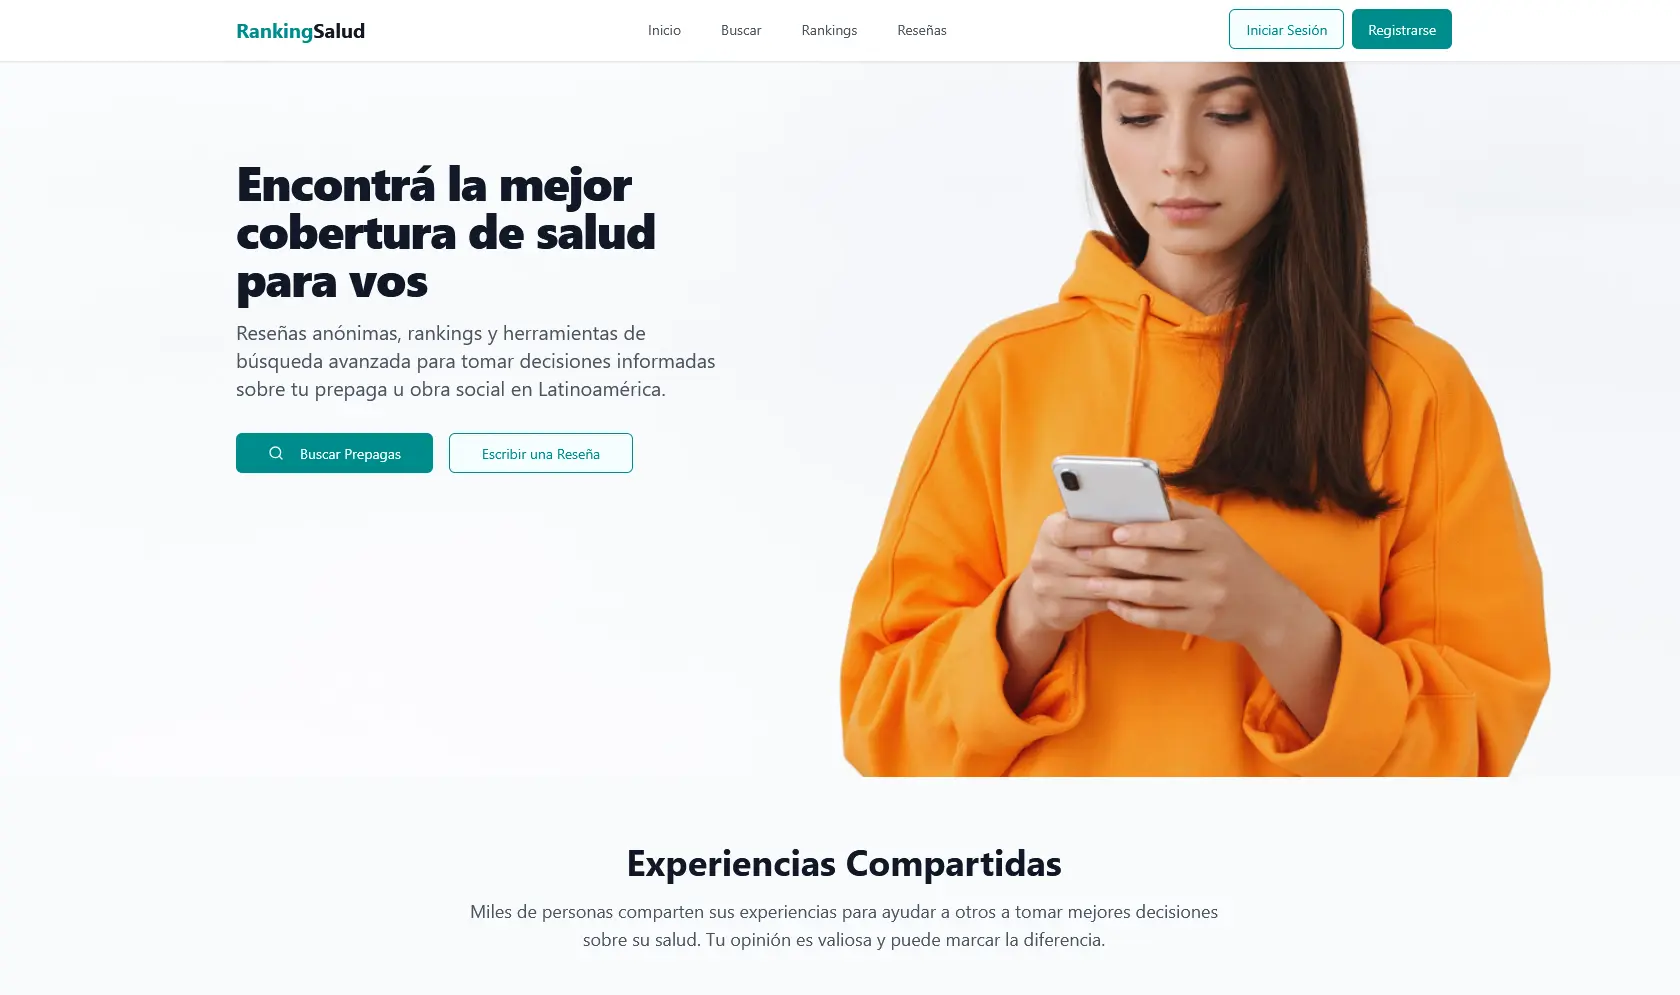 RankingSalud
Inicio
Buscar
Rankings
Reseñas
Iniciar Sesión
Registrarse
Encontrá la mejor
cobertura de salud
para vos
Reseñas anónimas, rankings y herramientas de
búsqueda avanzada para tomar decisiones informadas
sobre tu prepaga u obra social en Latinoamérica.
Buscar Prepagas
Escribir una Reseña
Experiencias Compartidas
Miles de personas comparten sus experiencias para ayudar a otros a tomar mejores decisiones
sobre su salud. Tu opinión es valiosa y puede marcar la diferencia.